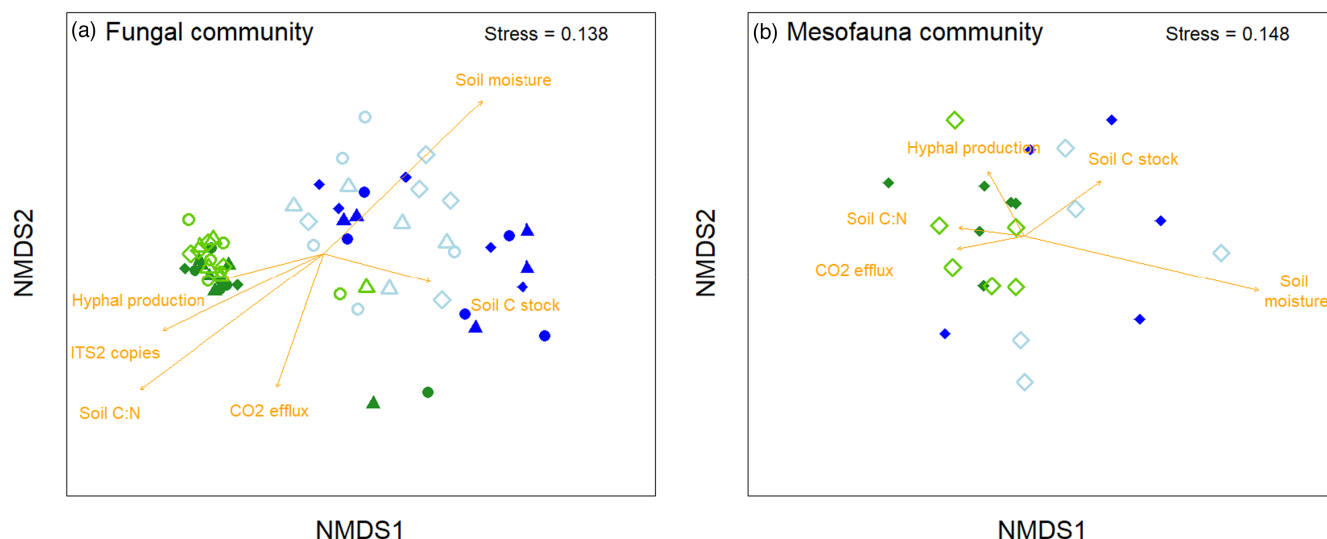 (a) Fungal community
Stress = 0.138
Soil moisture
Hyphal production
Soil C stock
ITS2 copies
Soil C:N
CO2 efflux
NMDS2
NMDS1
(b) Mesofauna community
Stress = 0.148
Hyphal production
Soil C stock
Soil C:N
CO2 efflux
Soil
moisture
NMDS2
NMDS1